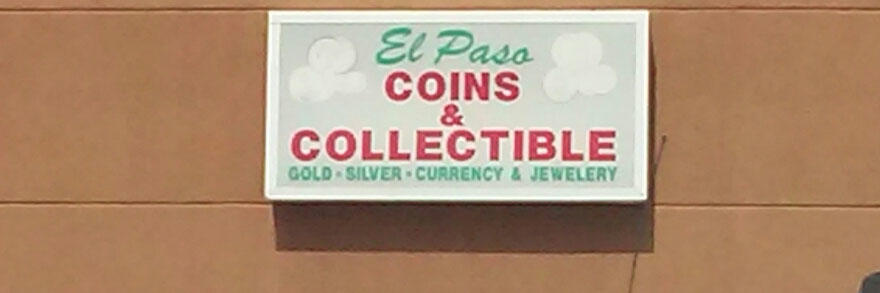 El Paso
COINS
&
COLLECTIBLE
GOLD • SILVER • CURRENCY & JEWELERY